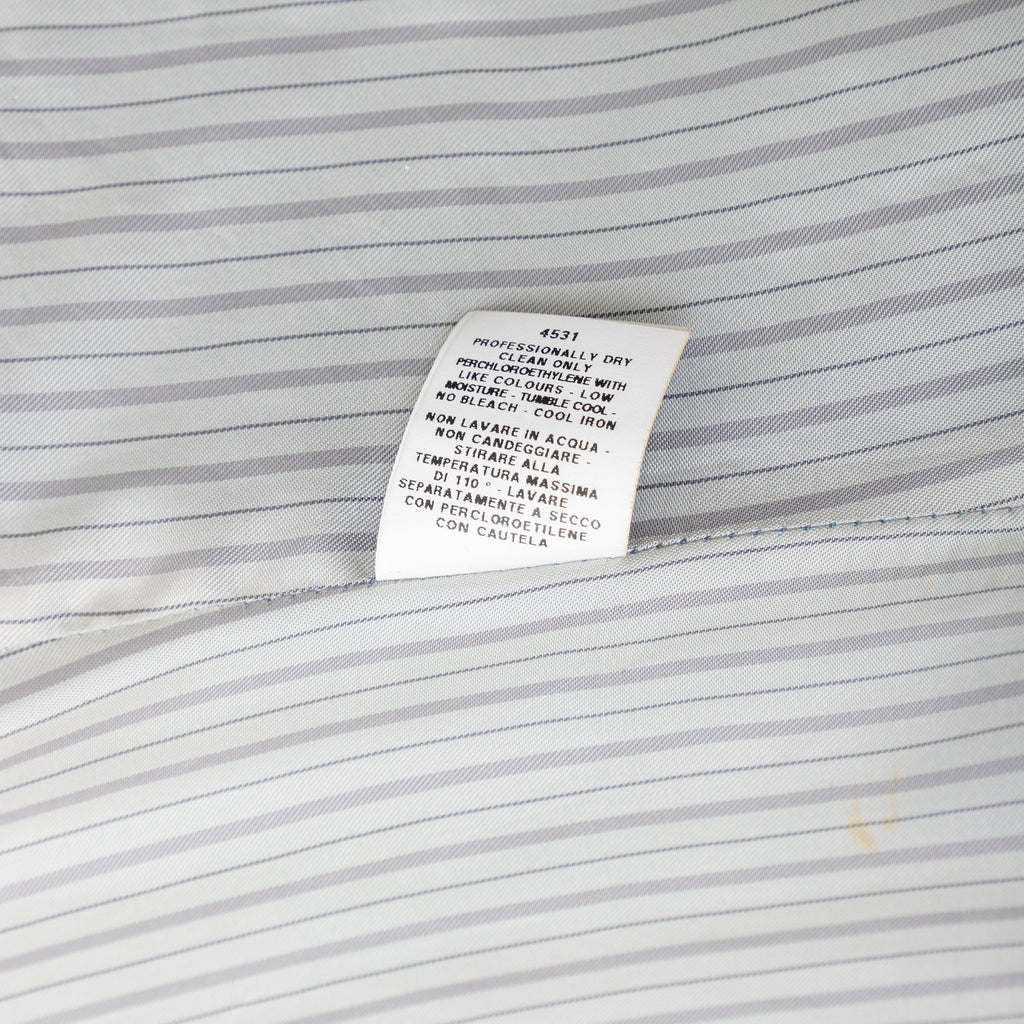 4531
PROFESSIONALLY DRY
CLEAN ONLY
PERCHLOROETHYLENE WITH
LIKE COLOURS - LOW
MOISTURE - TUMBLE COOL -
NO BLEACH - COOL IRON
NON LAVARE IN ACQUA -
NON CANDEGGIARE -
STIRARE ALLA
TEMPERATURA MASSIMA
DI 110 ° - LAVARE
SEPARATAMENTE A SECCO
CON PERCLOROETILENE
CON CAUTELA